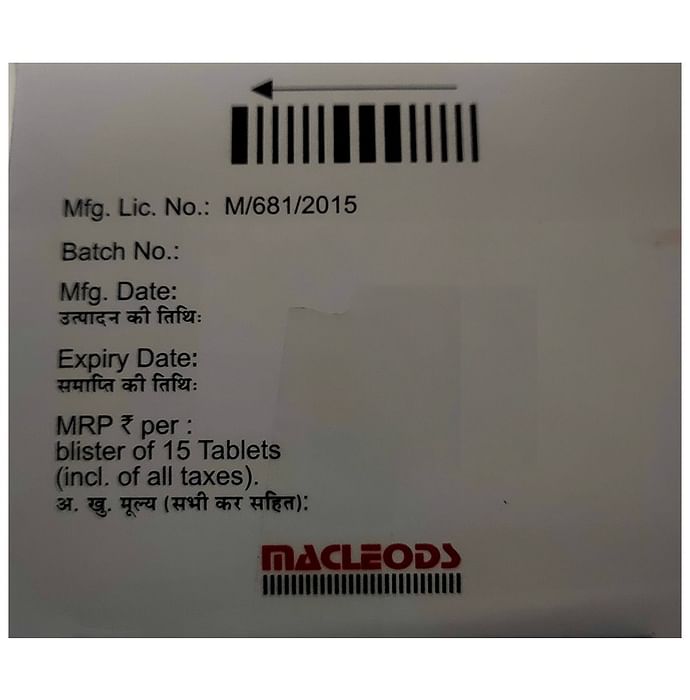 Mfg. Lic. No.: M/681/2015
Batch No.:
Mfg. Date:
उत्पादन की तिथिः
Expiry Date:
समाप्ति की तिथिः
MRP ₹ per :
blister of 15 Tablets
(incl. of all taxes).
अ. खु. मूल्य (सभी कर सहित):
MACLEODS